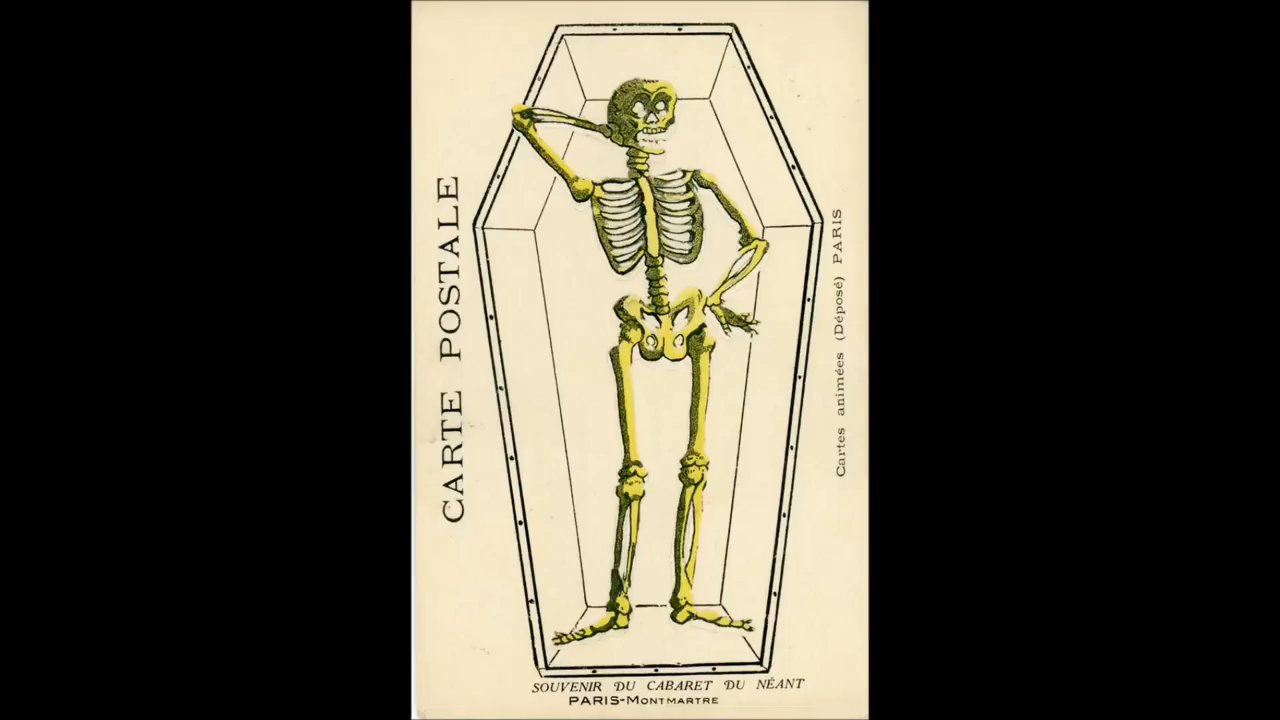 CARTE POSTALE
Cartes animées (Déposé) PARIS
SOUVENIR DU CABARET DU NÉANT
PARIS-MONTMARTRE